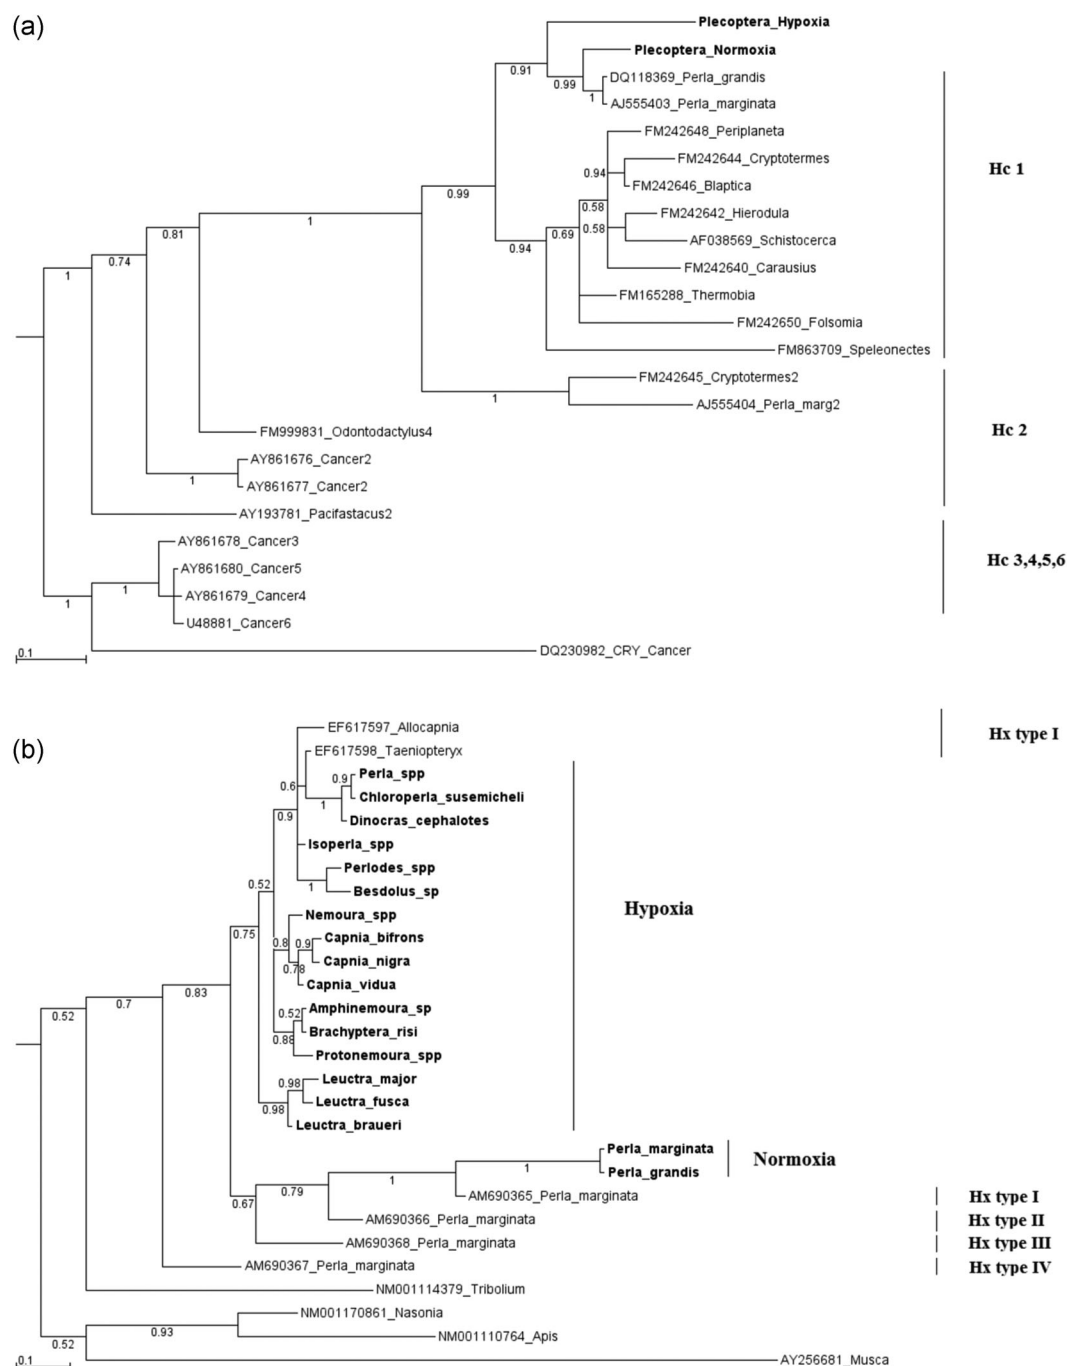 (a)
Plecoptera_Hypoxia
Plecoptera_Normoxia
0.91
0.99
DQ118369_Perla_grandis
1
AJ555403_Perla_marginata
FM242648_Periplaneta
FM242644_Cryptotermes
Hc 1
0.94
FM242646_Blaptica
0.99
0.58
FM242642_Hierodula
1
0.81
0.94
0.69
0.58
AF038569_Schistocerca
0.74
FM242640_Carausius
1
FM165288_Thermobia
FM242650_Folsomia
FM863709_Speleonectes
FM242645_Cryptotermes2
1
AJ555404_Perla_marg2
FM999831_Odontodactylus4
Hc 2
AY861676_Cancer2
1
AY861677_Cancer2
AY193781_Pacifastacus2
AY861678_Cancer3
Hc 3,4,5,6
AY861680_Cancer5
1
1
AY861679_Cancer4
U48881_Cancer6
DQ230982_CRY_Cancer
0.1
(b)
EF617597_Allocapnia
Hx type I
EF617598_Taeniopteryx
0.6
0.9
Perla_spp
1
Chloroperla_susemicheli
0.9
Dinocras_cephalotes
Isoperla_spp
Perlodes_spp
0.52
1
Besdolus_sp
Hypoxia
Nemoura_spp
0.75
0.8
0.9
Capnia_bifrons
0.78
Capnia_nigra
Capnia_vidua
0.83
0.7
0.52
0.52
Amphinemoura_sp
0.88
Brachyptera_risi
Protonemoura_spp
0.98
Leuctra_major
0.98
Leuctra_fusca
Leuctra_braueri
Perla_marginata
1
Normoxia
Perla_grandis
1
0.79
0.67
AM690365_Perla_marginata
Hx type I
AM690366_Perla_marginata
Hx type II
AM690368_Perla_marginata
Hx type III
AM690367_Perla_marginata
Hx type IV
NM001114379_Tribolium
NM001170861_Nasonia
0.93
0.52
NM001110764_Apis
AY256681_Musca
0.1